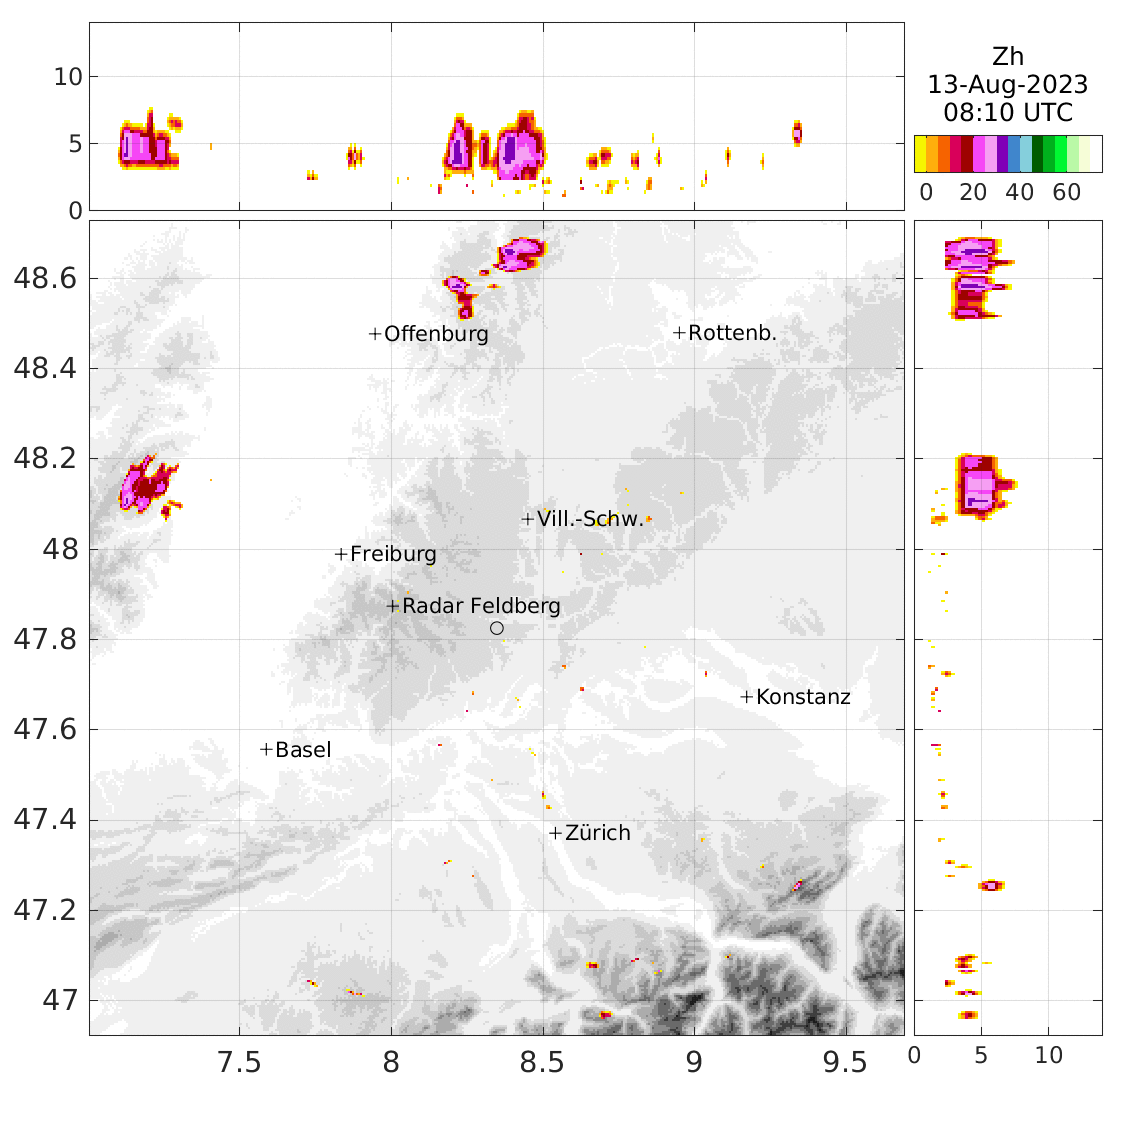 Zh
13-Aug-2023
08:10 UTC
0 20 40 60
10
5
0
48.6
48.4
48.2
48
47.8
47.6
47.4
47.2
47
Offenburg
Rottenb.
Vill.-Schw.
Freiburg
Radar Feldberg
Konstanz
Basel
Zürich
7.5 8 8.5 9 9.5
0 5 10